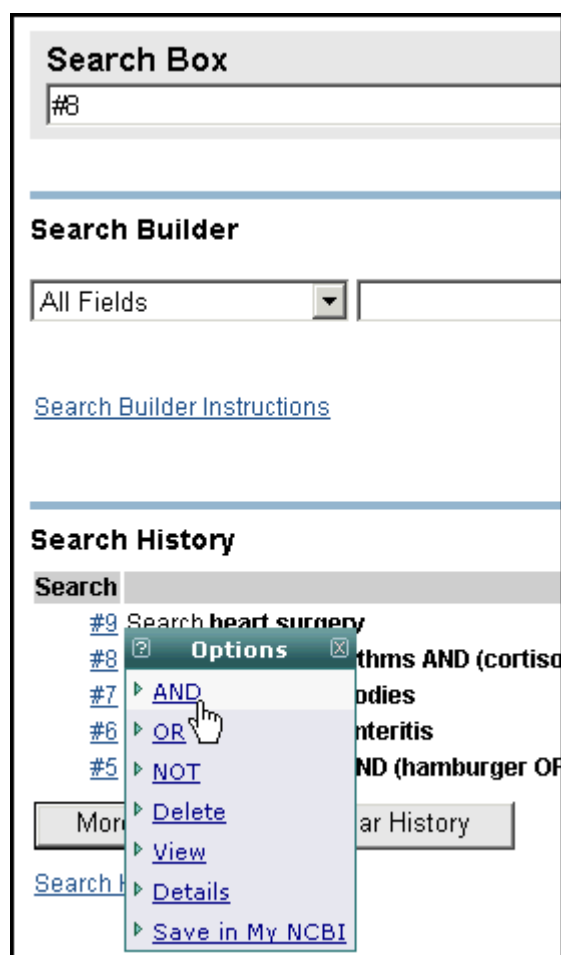 Search Box
#8
Search Builder
All Fields
Search Builder Instructions
Search History
Search
#9 Search heart surgery
Options
#8 thms AND (cortiso
#7 AND odies
#6 OR nteritis
#5 NOT ND (hamburger OF
Delete
More ar History
View
Search H
Details
Save in My NCBI